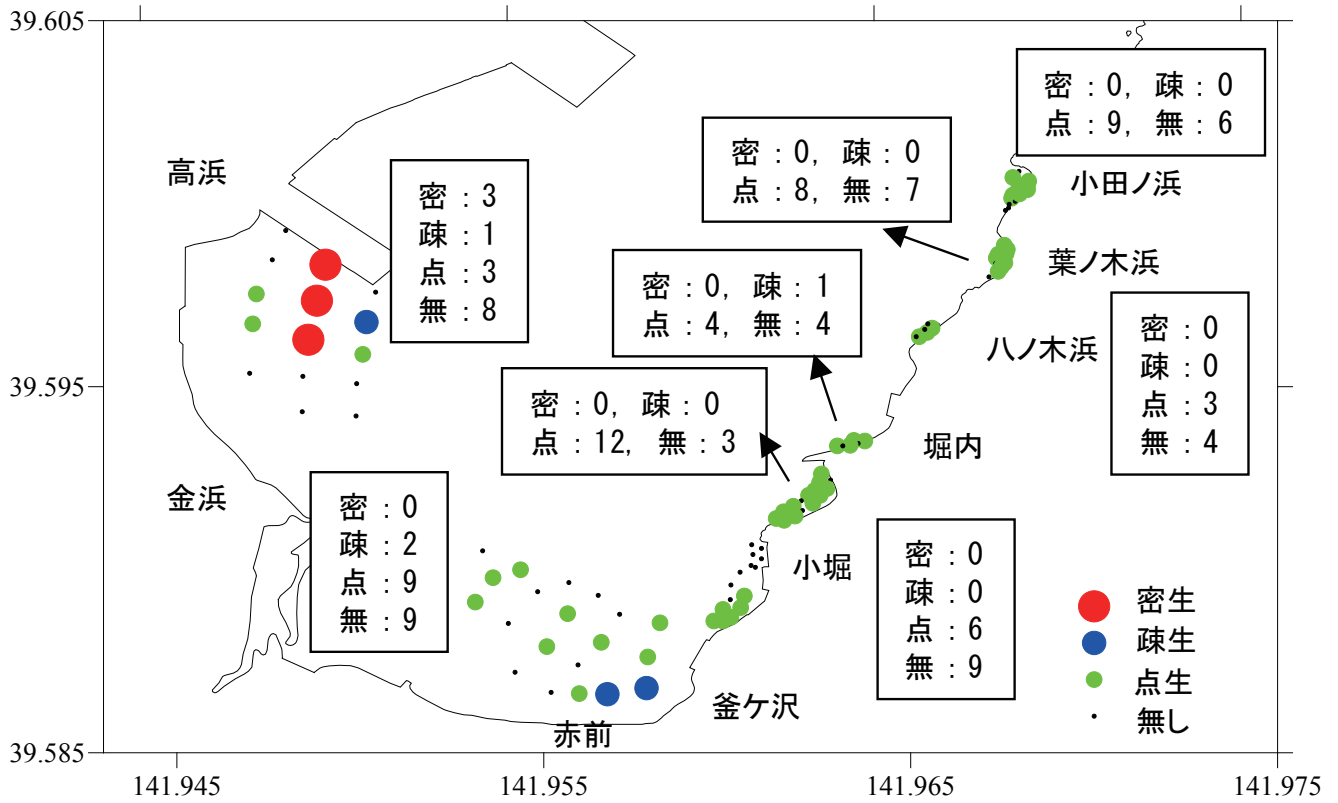 39.605
密：0, 疎：0
点：9, 無：6
密：0, 疎：0
点：8, 無：7
高浜
小田ノ浜
密：3
疎：1
点：3
無：8
葉ノ木浜
密：0, 疎：1
点：4, 無：4
八ノ木浜
密：0
疎：0
点：3
無：4
39.595
密：0, 疎：0
点：12, 無：3
堀内
金浜
密：0
疎：2
点：9
無：9
小堀
密：0
疎：0
点：6
無：9
密生
疎生
点生
無し
釜ケ沢
赤前
39.585
141.945
141.955
141.965
141.975